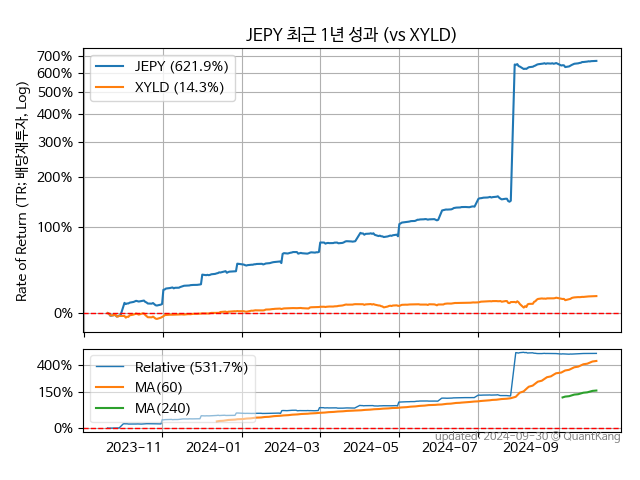 JEPY 최근 1년 성과 (vs XYLD)
Rate of Return (TR; 배당재투자, Log)
700%
600%
500%
400%
300%
200%
100%
0%
JEPY (621.9%)
XYLD (14.3%)
400%
150%
0%
Relative (531.7%)
MA(60)
MA(240)
2023-11
2024-01
2024-03
2024-05
2024-07
2024-09
updated: 2024-09-30 © QuantKang